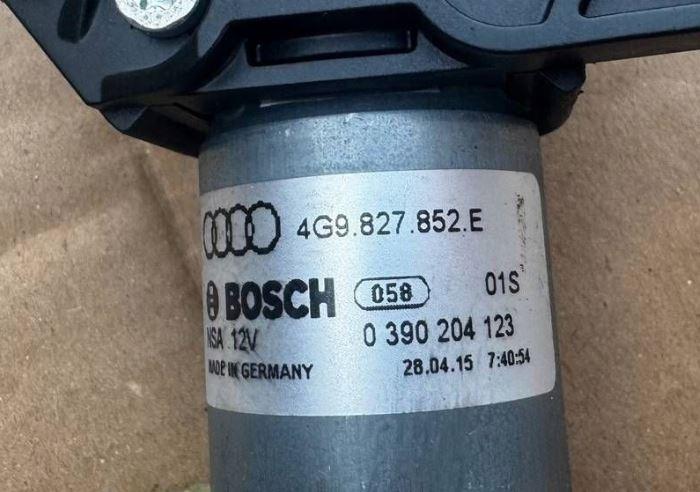 4G9.827.852.E
BOSCH 058 01S
NSA 12V 0 390 204 123
MADE IN GERMANY 28.04.15 7:40:54